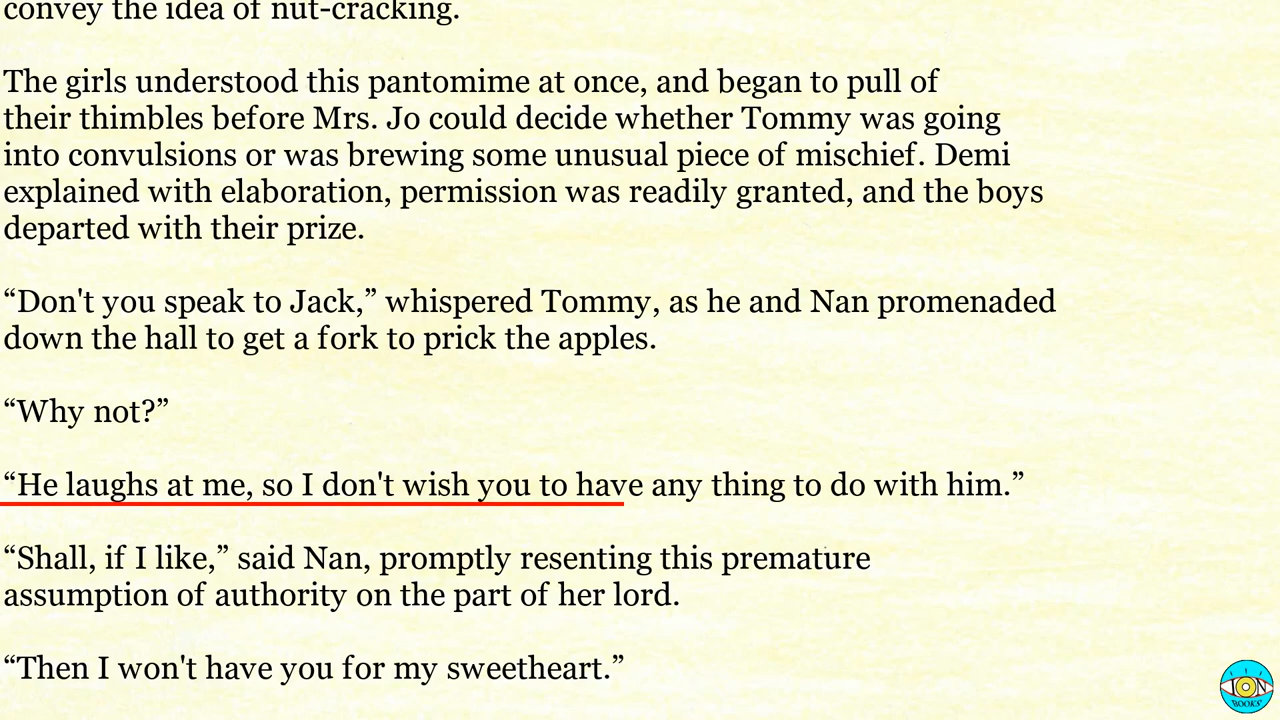 convey the idea of nut-cracking.
The girls understood this pantomime at once, and began to pull of
their thimbles before Mrs. Jo could decide whether Tommy was going
into convulsions or was brewing some unusual piece of mischief. Demi
explained with elaboration, permission was readily granted, and the boys
departed with their prize.
“Don't you speak to Jack,” whispered Tommy, as he and Nan promenaded
down the hall to get a fork to prick the apples.
“Why not?”
“He laughs at me, so I don't wish you to have any thing to do with him.”
“Shall, if I like,” said Nan, promptly resenting this premature
assumption of authority on the part of her lord.
“Then I won't have you for my sweetheart.”
ION
BOOKS